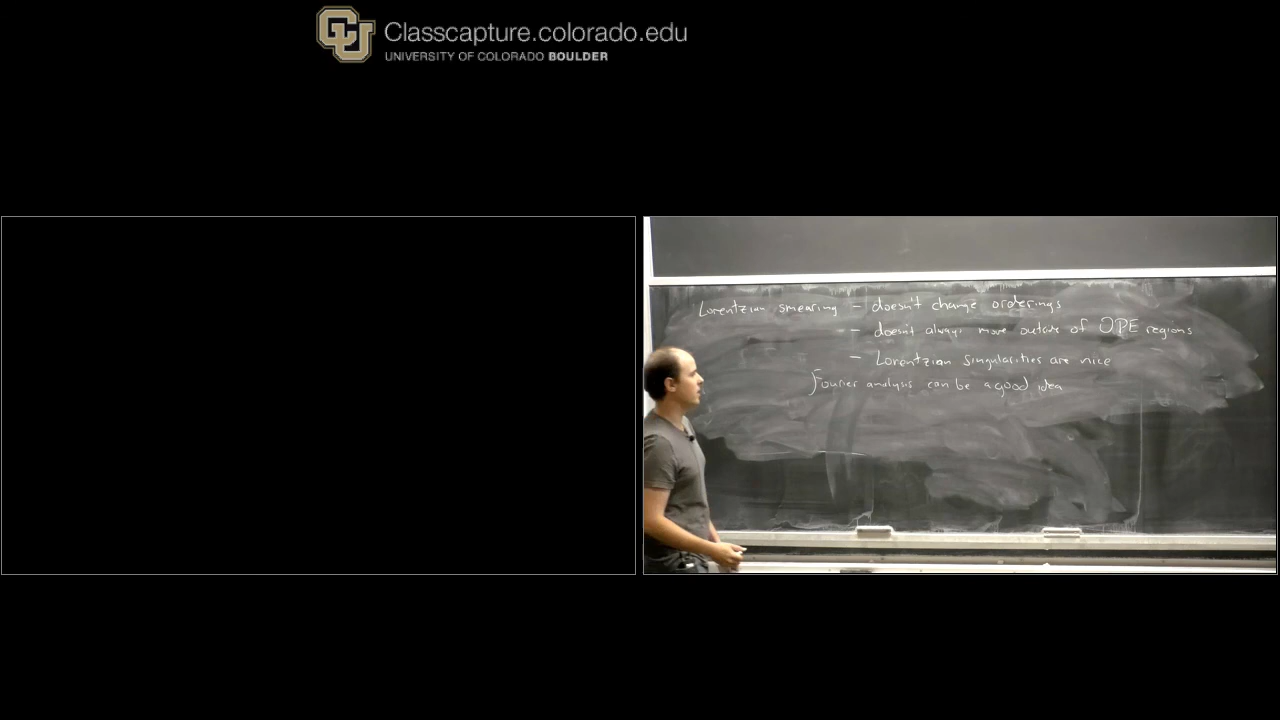 Classcapture.colorado.edu
UNIVERSITY OF COLORADO BOULDER
Lorentzian smearing - doesn't change orderings
- doesn't always move outside of OPE regions
- Lorentzian singularities are nice
Fourier analysis can be a good idea